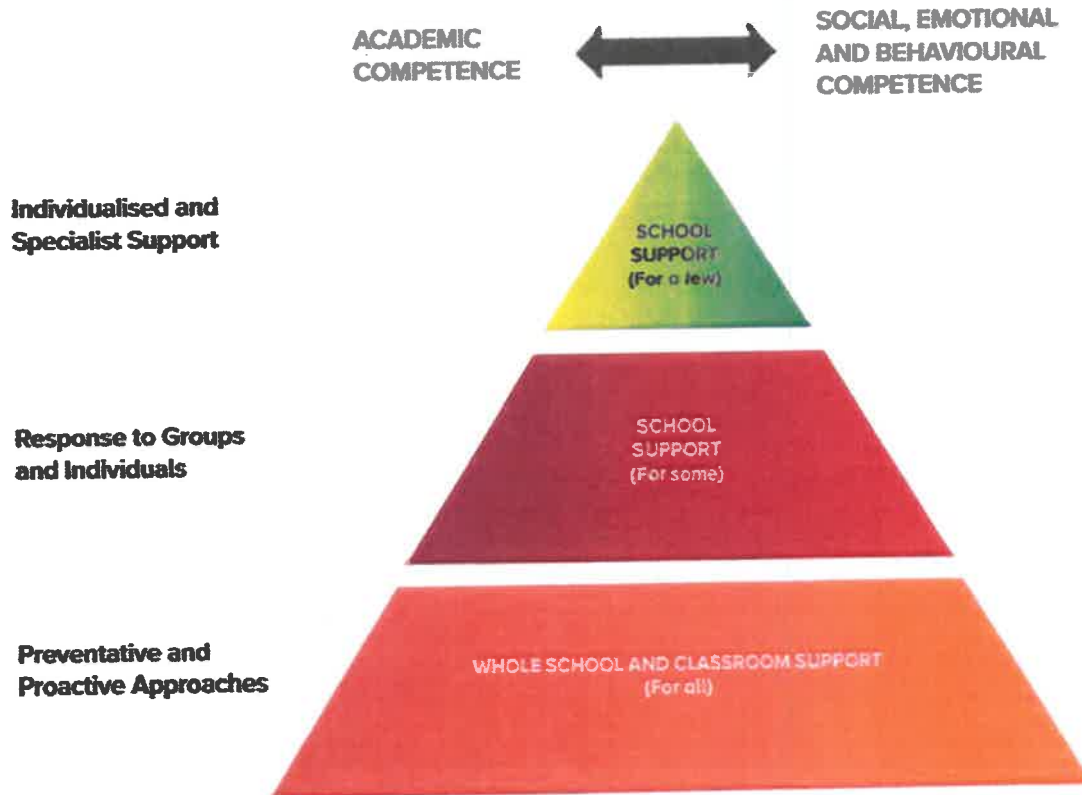 ACADEMIC
COMPETENCE
SOCIAL, EMOTIONAL
AND BEHAVIOURAL
COMPETENCE
Individualised and
Specialist Support
SCHOOL
SUPPORT
(For a few)
Response to Groups
and Individuals
SCHOOL
SUPPORT
(For some)
Preventative and
Proactive Approaches
WHOLE SCHOOL AND CLASSROOM SUPPORT
(For all)